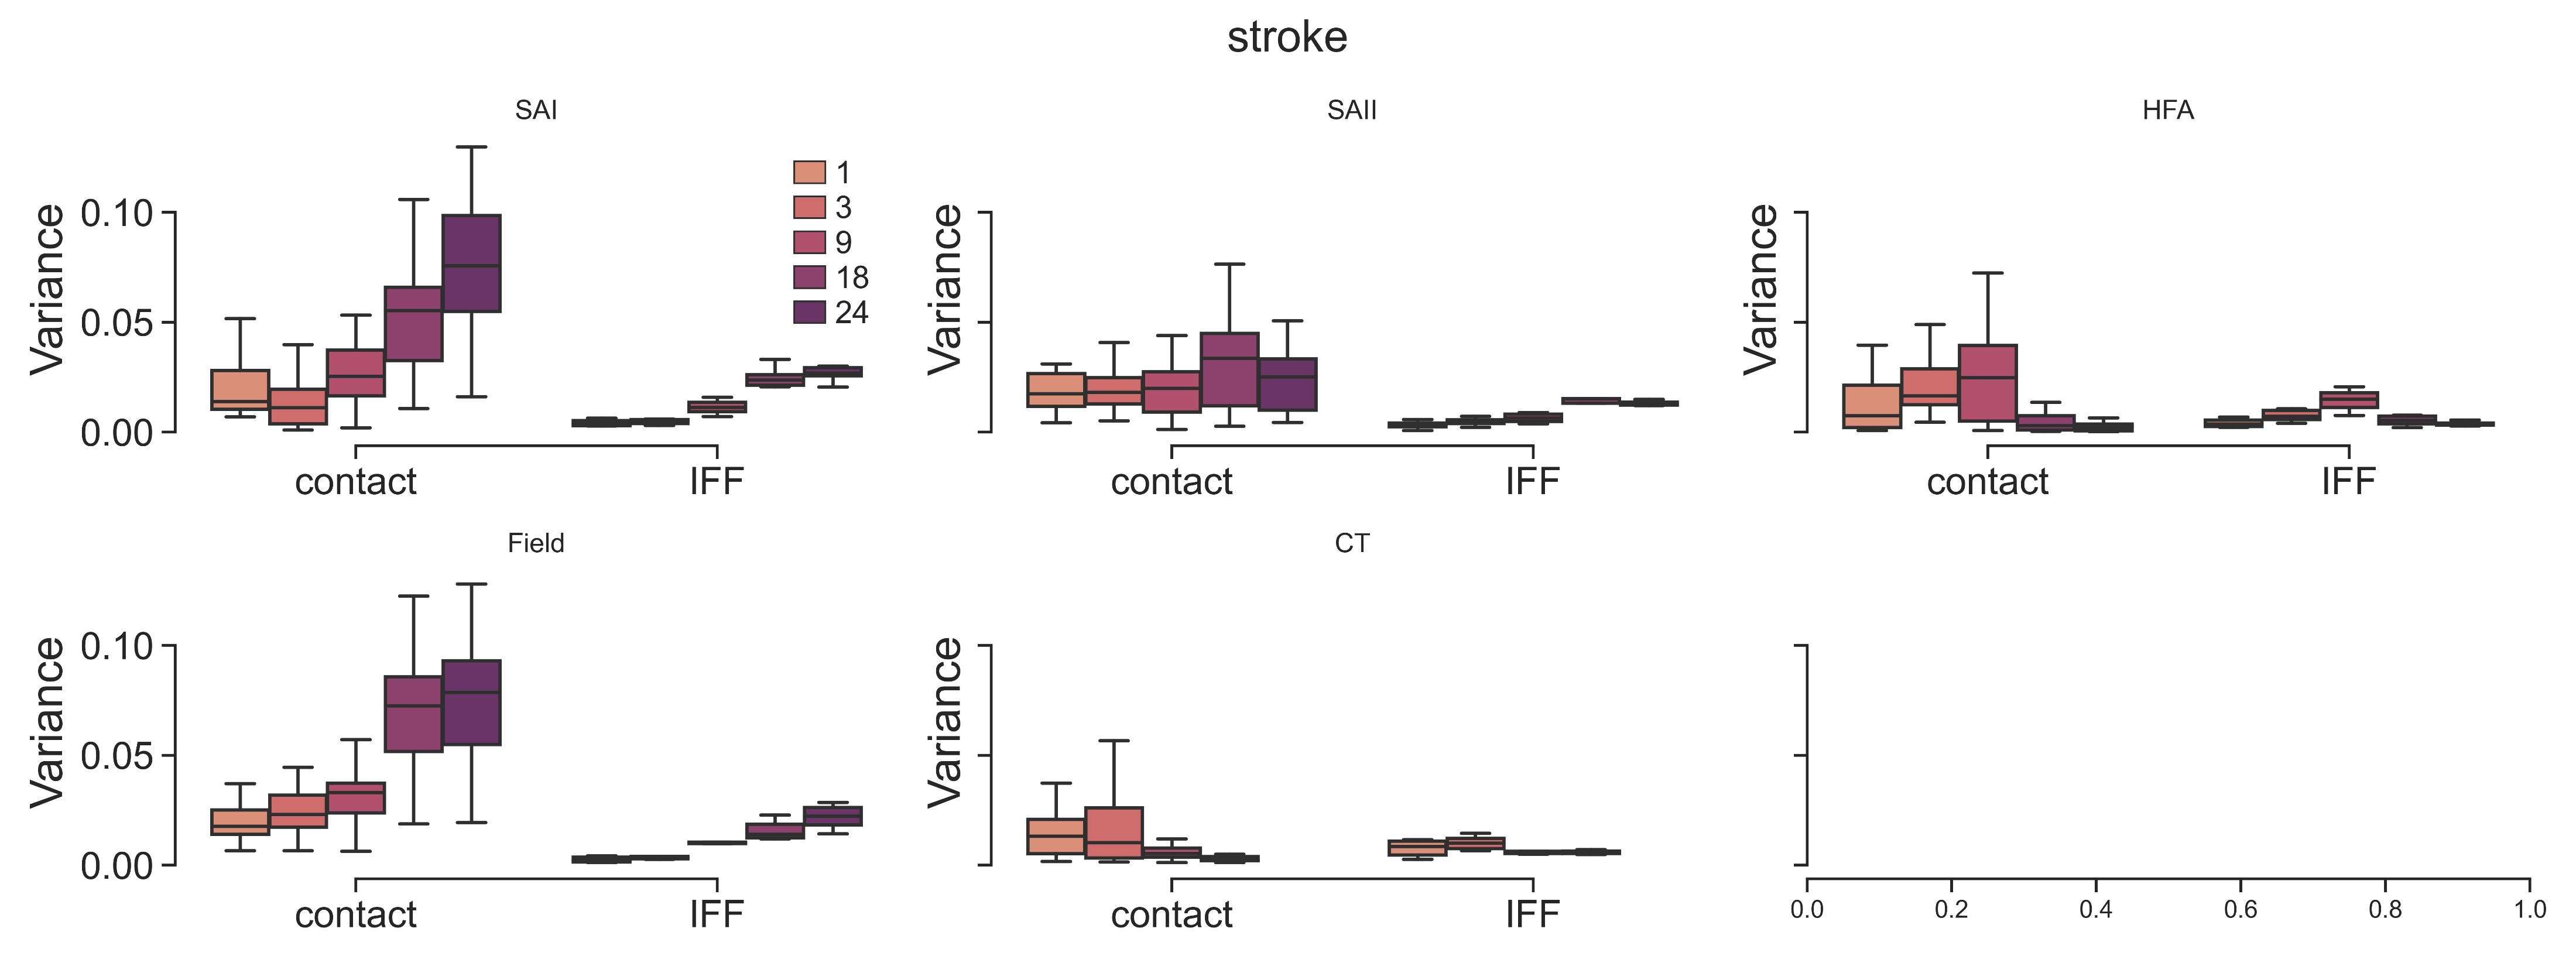 stroke
SAI
SAII
HFA
Variance
0.10
0.05
0.00
1
3
9
18
24
contact
IFF
Variance
contact
IFF
Variance
contact
IFF
Field
CT
Variance
0.10
0.05
0.00
contact
IFF
Variance
contact
IFF
0.0 0.2 0.4 0.6 0.8 1.0